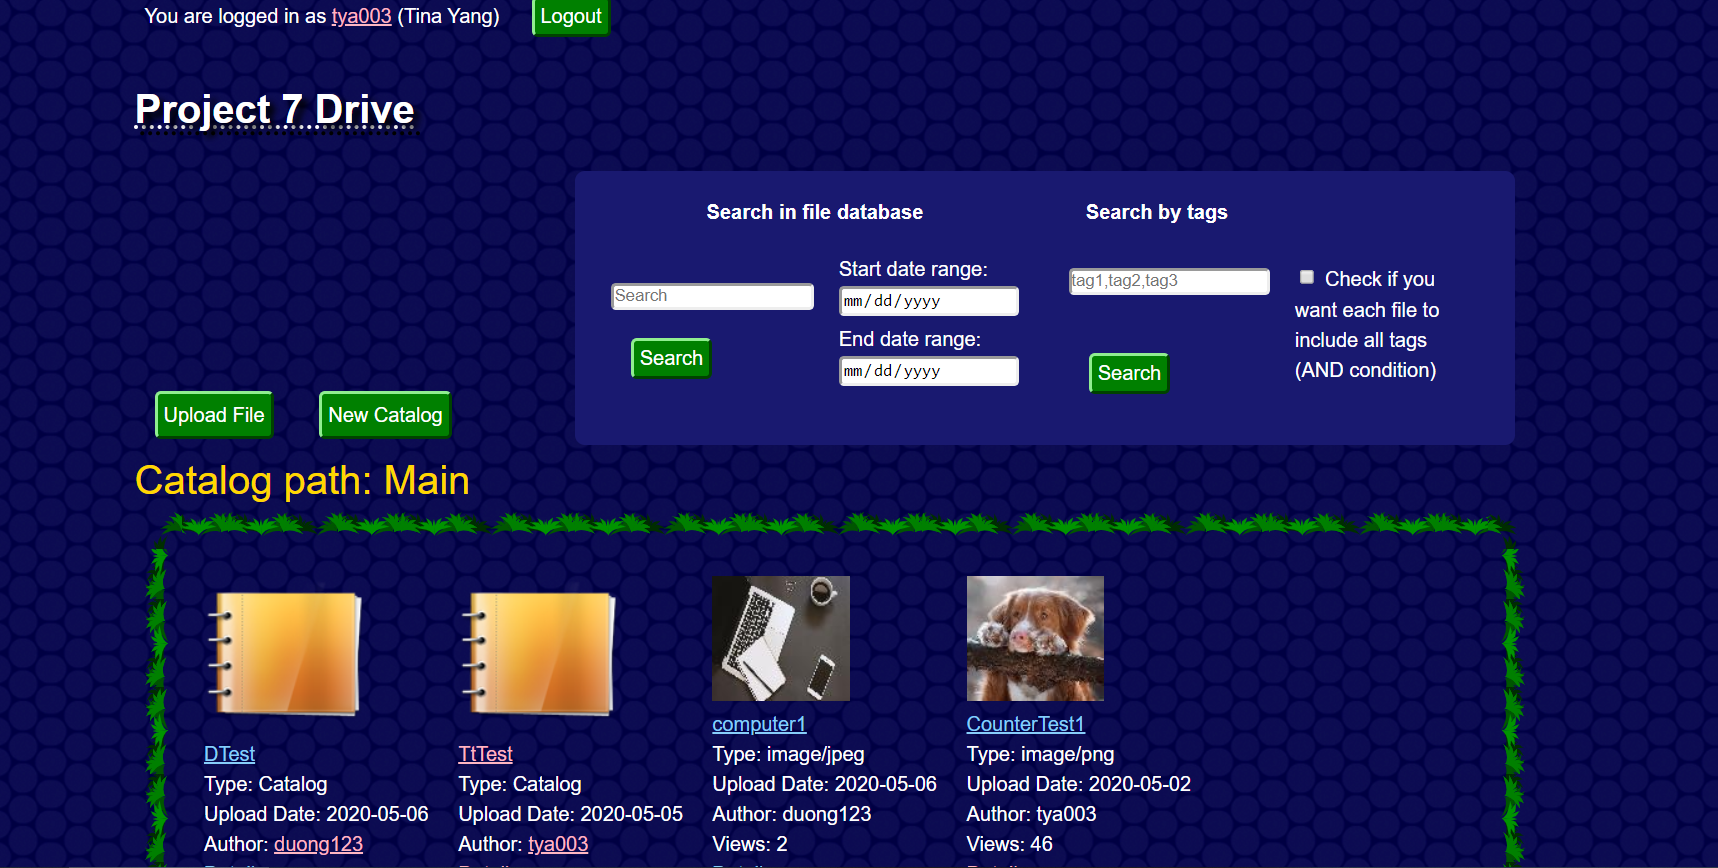 You are logged in as tya003 (Tina Yang)
Logout
Project 7 Drive
Search in file database
Search
Start date range:
mm/dd/yyyy
End date range:
mm/dd/yyyy
Search
Search by tags
tag1,tag2,tag3
Check if you
want each file to
include all tags
(AND condition)
Search
Upload File
New Catalog
Catalog path: Main
DTest
Type: Catalog
Upload Date: 2020-05-06
Author: duong123
TtTest
Type: Catalog
Upload Date: 2020-05-05
Author: tya003
computer1
Type: image/jpeg
Upload Date: 2020-05-06
Author: duong123
Views: 2
CounterTest1
Type: image/png
Upload Date: 2020-05-02
Author: tya003
Views: 46